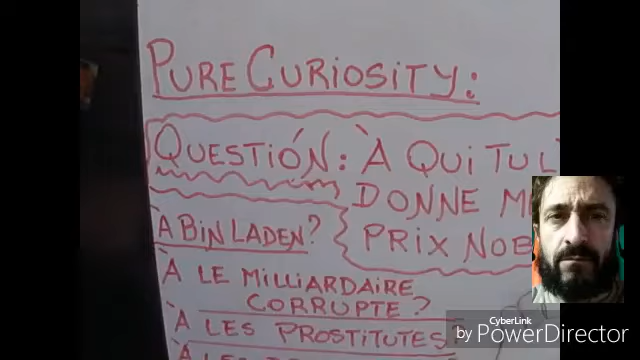 PURE CURIOSITY:
QUESTIÓN: À QUI TU L
DONNE M
PRIX NOB
À BIN LADEN?
À LE MILLIARDAIRE
CORRUPTE?
À LES PROSTITUTES
CyberLink
by PowerDirector